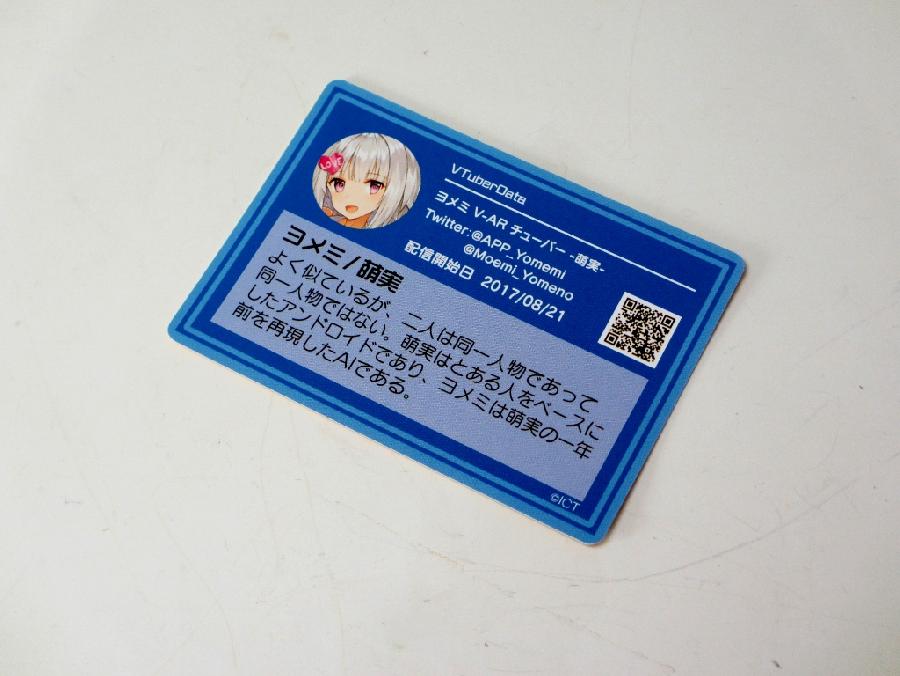 VTuberData
ヨメミ V-AR チューバー -萌実-
Twitter:@APP_Yomemi
@Moemi_Yomeno
配信開始日 2017/08/21
ヨメミ/萌実
よく似ているが、二人は同一人物であって
同一人物ではない。萌実はとある人をベースに
したアンドロイドであり、ヨメミは萌実の一年
前を再現したAIである。
©ICT